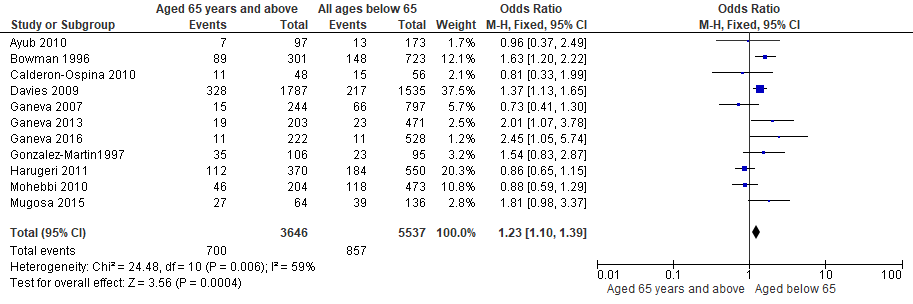 Aged 65 years and above All ages below 65 Odds Ratio Odds Ratio
Study or Subgroup Events Total Events Total Weight M-H, Fixed, 95% CI M-H, Fixed, 95% CI
Ayub 2010 7 97 13 173 1.7% 0.96 [0.37, 2.49]
Bowman 1996 89 301 148 723 12.1% 1.63 [1.20, 2.22]
Calderon-Ospina 2010 11 48 15 56 1.9% 0.81 [0.33, 1.99]
Davies 2009 328 1787 217 1535 37.5% 1.37 [1.13, 1.65]
Ganeva 2007 15 244 66 797 5.7% 0.73 [0.41, 1.30]
Ganeva 2013 19 203 23 471 2.4% 2.01 [1.07, 3.78]
Ganeva 2016 11 222 11 528 1.2% 2.45 [1.05, 5.74]
Gonzalez-Martin1997 35 106 23 95 3.2% 1.54 [0.83, 2.87]
Harugeri 2011 112 370 184 550 20.3% 0.86 [0.65, 1.15]
Mohebbi 2010 46 204 118 473 10.9% 0.88 [0.59, 1.29]
Mugosa 2015 27 64 39 136 2.8% 1.81 [0.98, 3.37]
Total (95% CI) 3646 5537 100.0% 1.23 [1.10, 1.39]
Total events 700 857
Heterogeneity: Chi² = 24.48, df = 10 (P = 0.006); I² = 59%
Test for overall effect: Z = 3.56 (P = 0.0004)
0.01 0.1 1 10 100
Aged 65 years and above Aged below 65